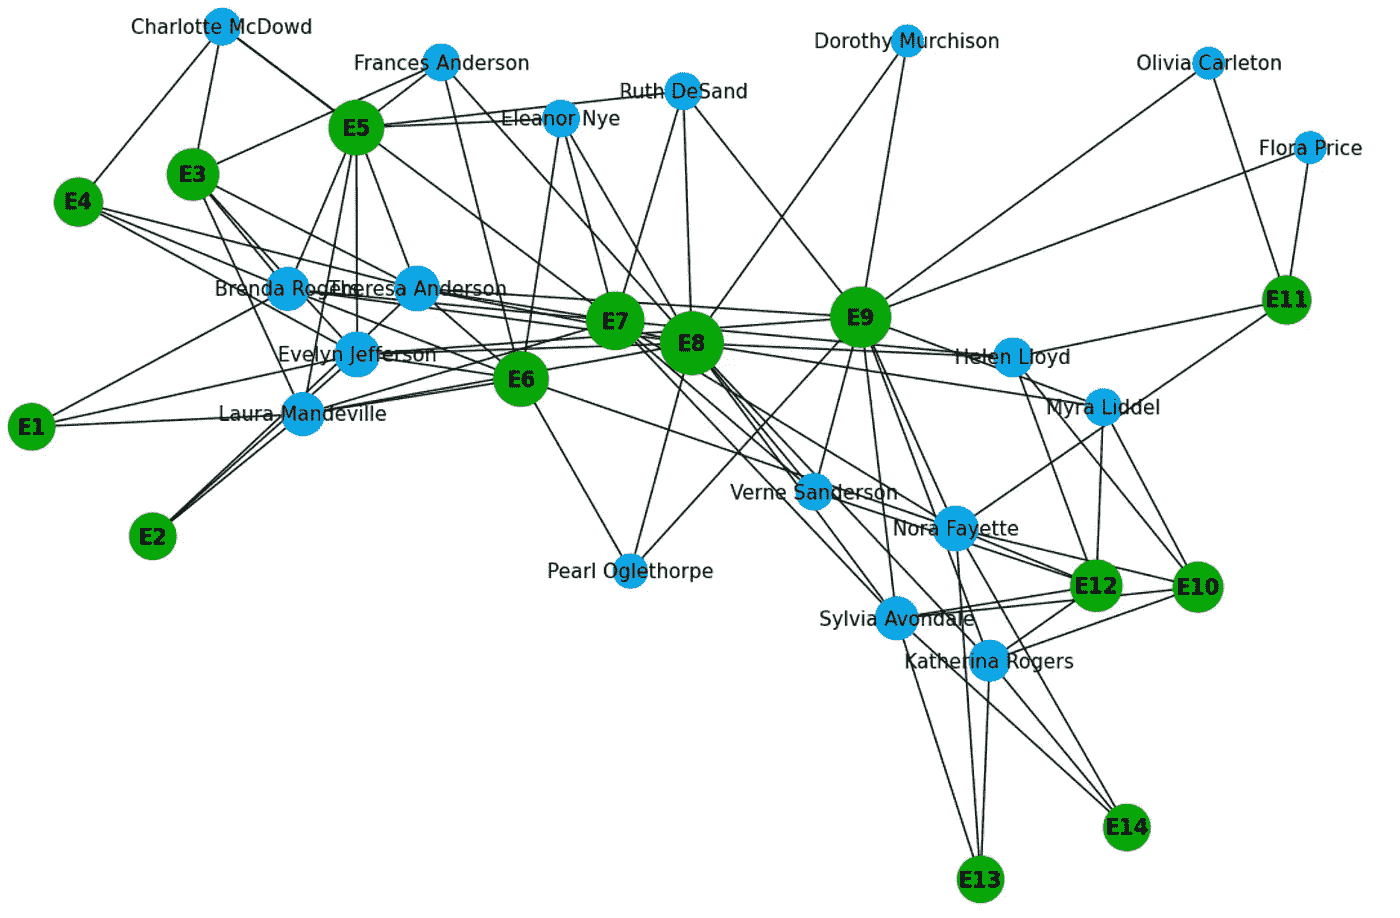 Charlotte McDowd
Dorothy Murchison
Frances Anderson
Olivia Carleton
Ruth DeSand
Eleanor Nye
E5
Flora Price
E3
E4
Brenda Rogers
Theresa Anderson
E11
E9
E7
E8
Evelyn Jefferson
Helen Lloyd
E6
Myra Liddel
Laura Mandeville
E1
Verne Sanderson
Nora Fayette
E2
Pearl Oglethorpe
E12
E10
Sylvia Avondale
Katherina Rogers
E14
E13